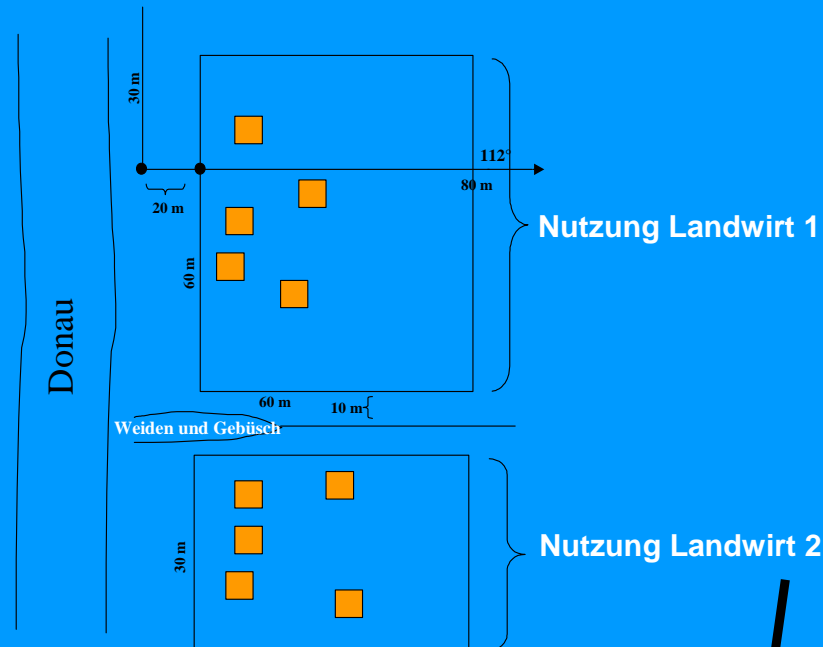 30 m
112°
80 m
20 m
Nutzung Landwirt 1
60 m
Donau
60 m
10 m
Weiden und Gebüsch
30 m
Nutzung Landwirt 2